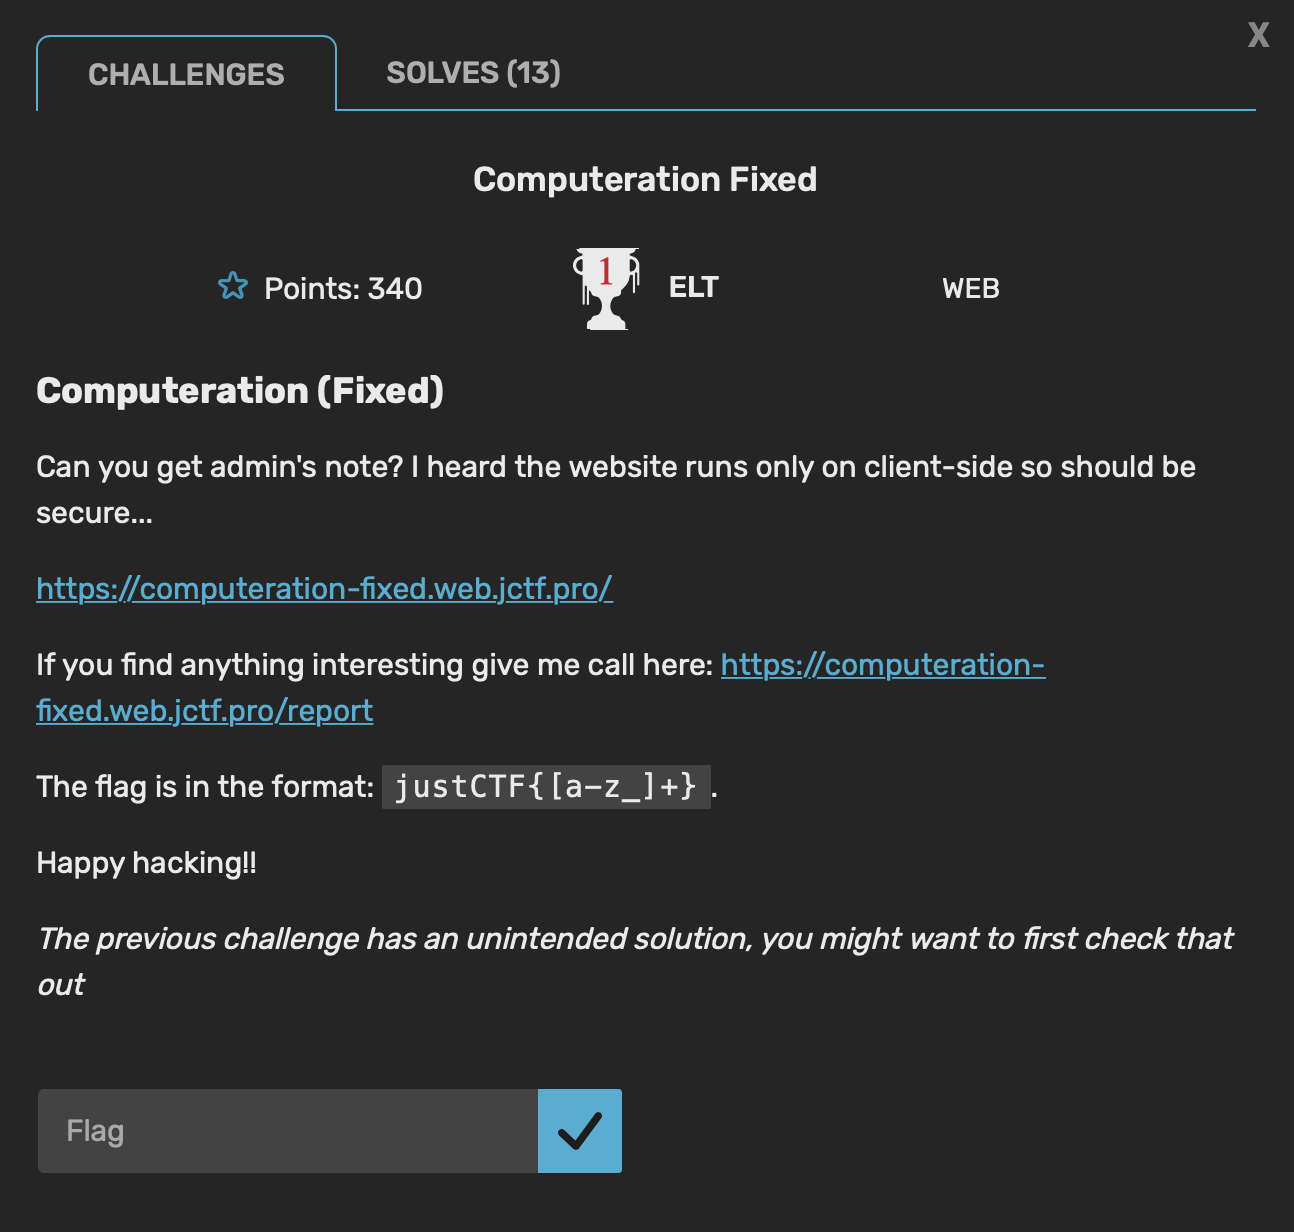 X
CHALLENGES
SOLVES (13)
Computeration Fixed
Points: 340
1
ELT
WEB
Computeration (Fixed)
Can you get admin's note? I heard the website runs only on client-side so should be
secure...
https://computeration-fixed.web.jctf.pro/
If you find anything interesting give me call here: https://computeration-
fixed.web.jctf.pro/report
The flag is in the format: justCTF{[a-z_]+}.
Happy hacking!!
The previous challenge has an unintended solution, you might want to first check that
out
Flag